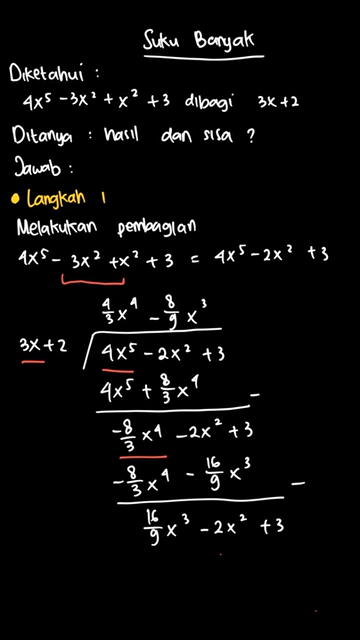 Suku Banyak
Diketahui :
4x⁵ - 3x² + x² + 3 dibagi 3x + 2
Ditanya : hasil dan sisa ?
Jawab :
• Langkah 1
Melakukan pembagian
4x⁵ - 3x² + x² + 3 = 4x⁵ - 2x² + 3
4/3 x⁴ - 8/9 x³
3x + 2 √ 4x⁵ - 2x² + 3
4x⁵ + 8/3 x⁴ -
-8/3 x⁴ - 2x² + 3
-8/3 x⁴ - 16/9 x³ -
16/9 x³ - 2x² + 3